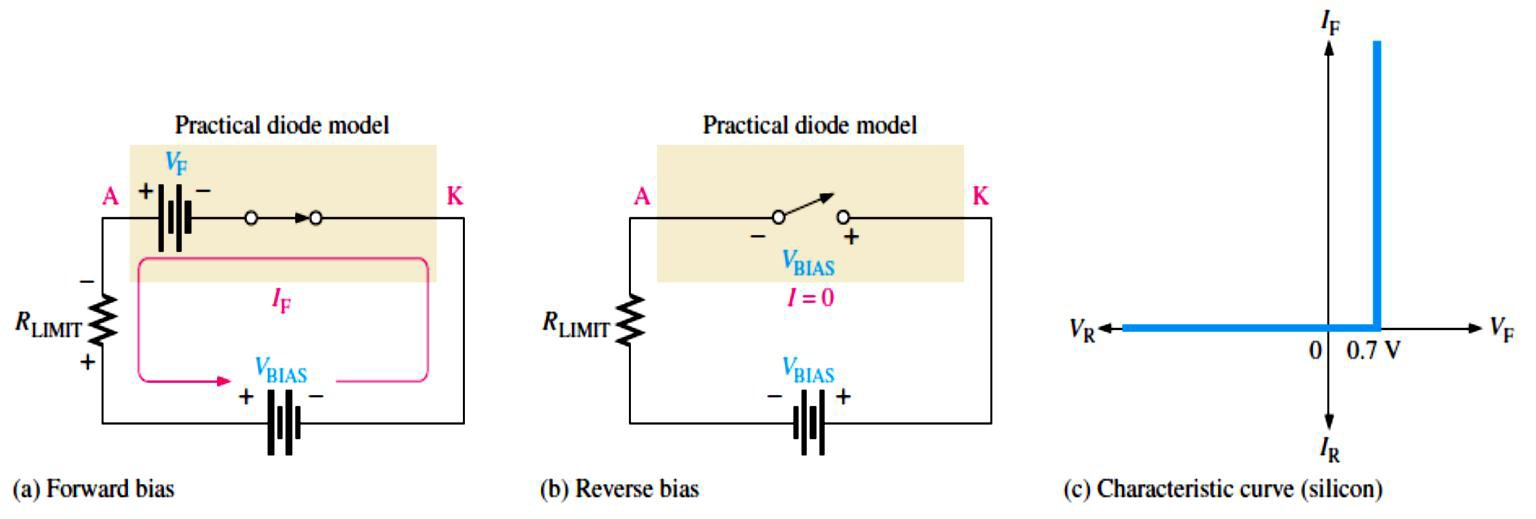 Practical diode model
V_F
A + − K
−
R_LIMIT
+
I_F
V_BIAS
+ −
(a) Forward bias
Practical diode model
A K
− +
V_BIAS
I = 0
R_LIMIT
V_BIAS
− +
(b) Reverse bias
I_F
V_R V_F
0 0.7 V
I_R
(c) Characteristic curve (silicon)